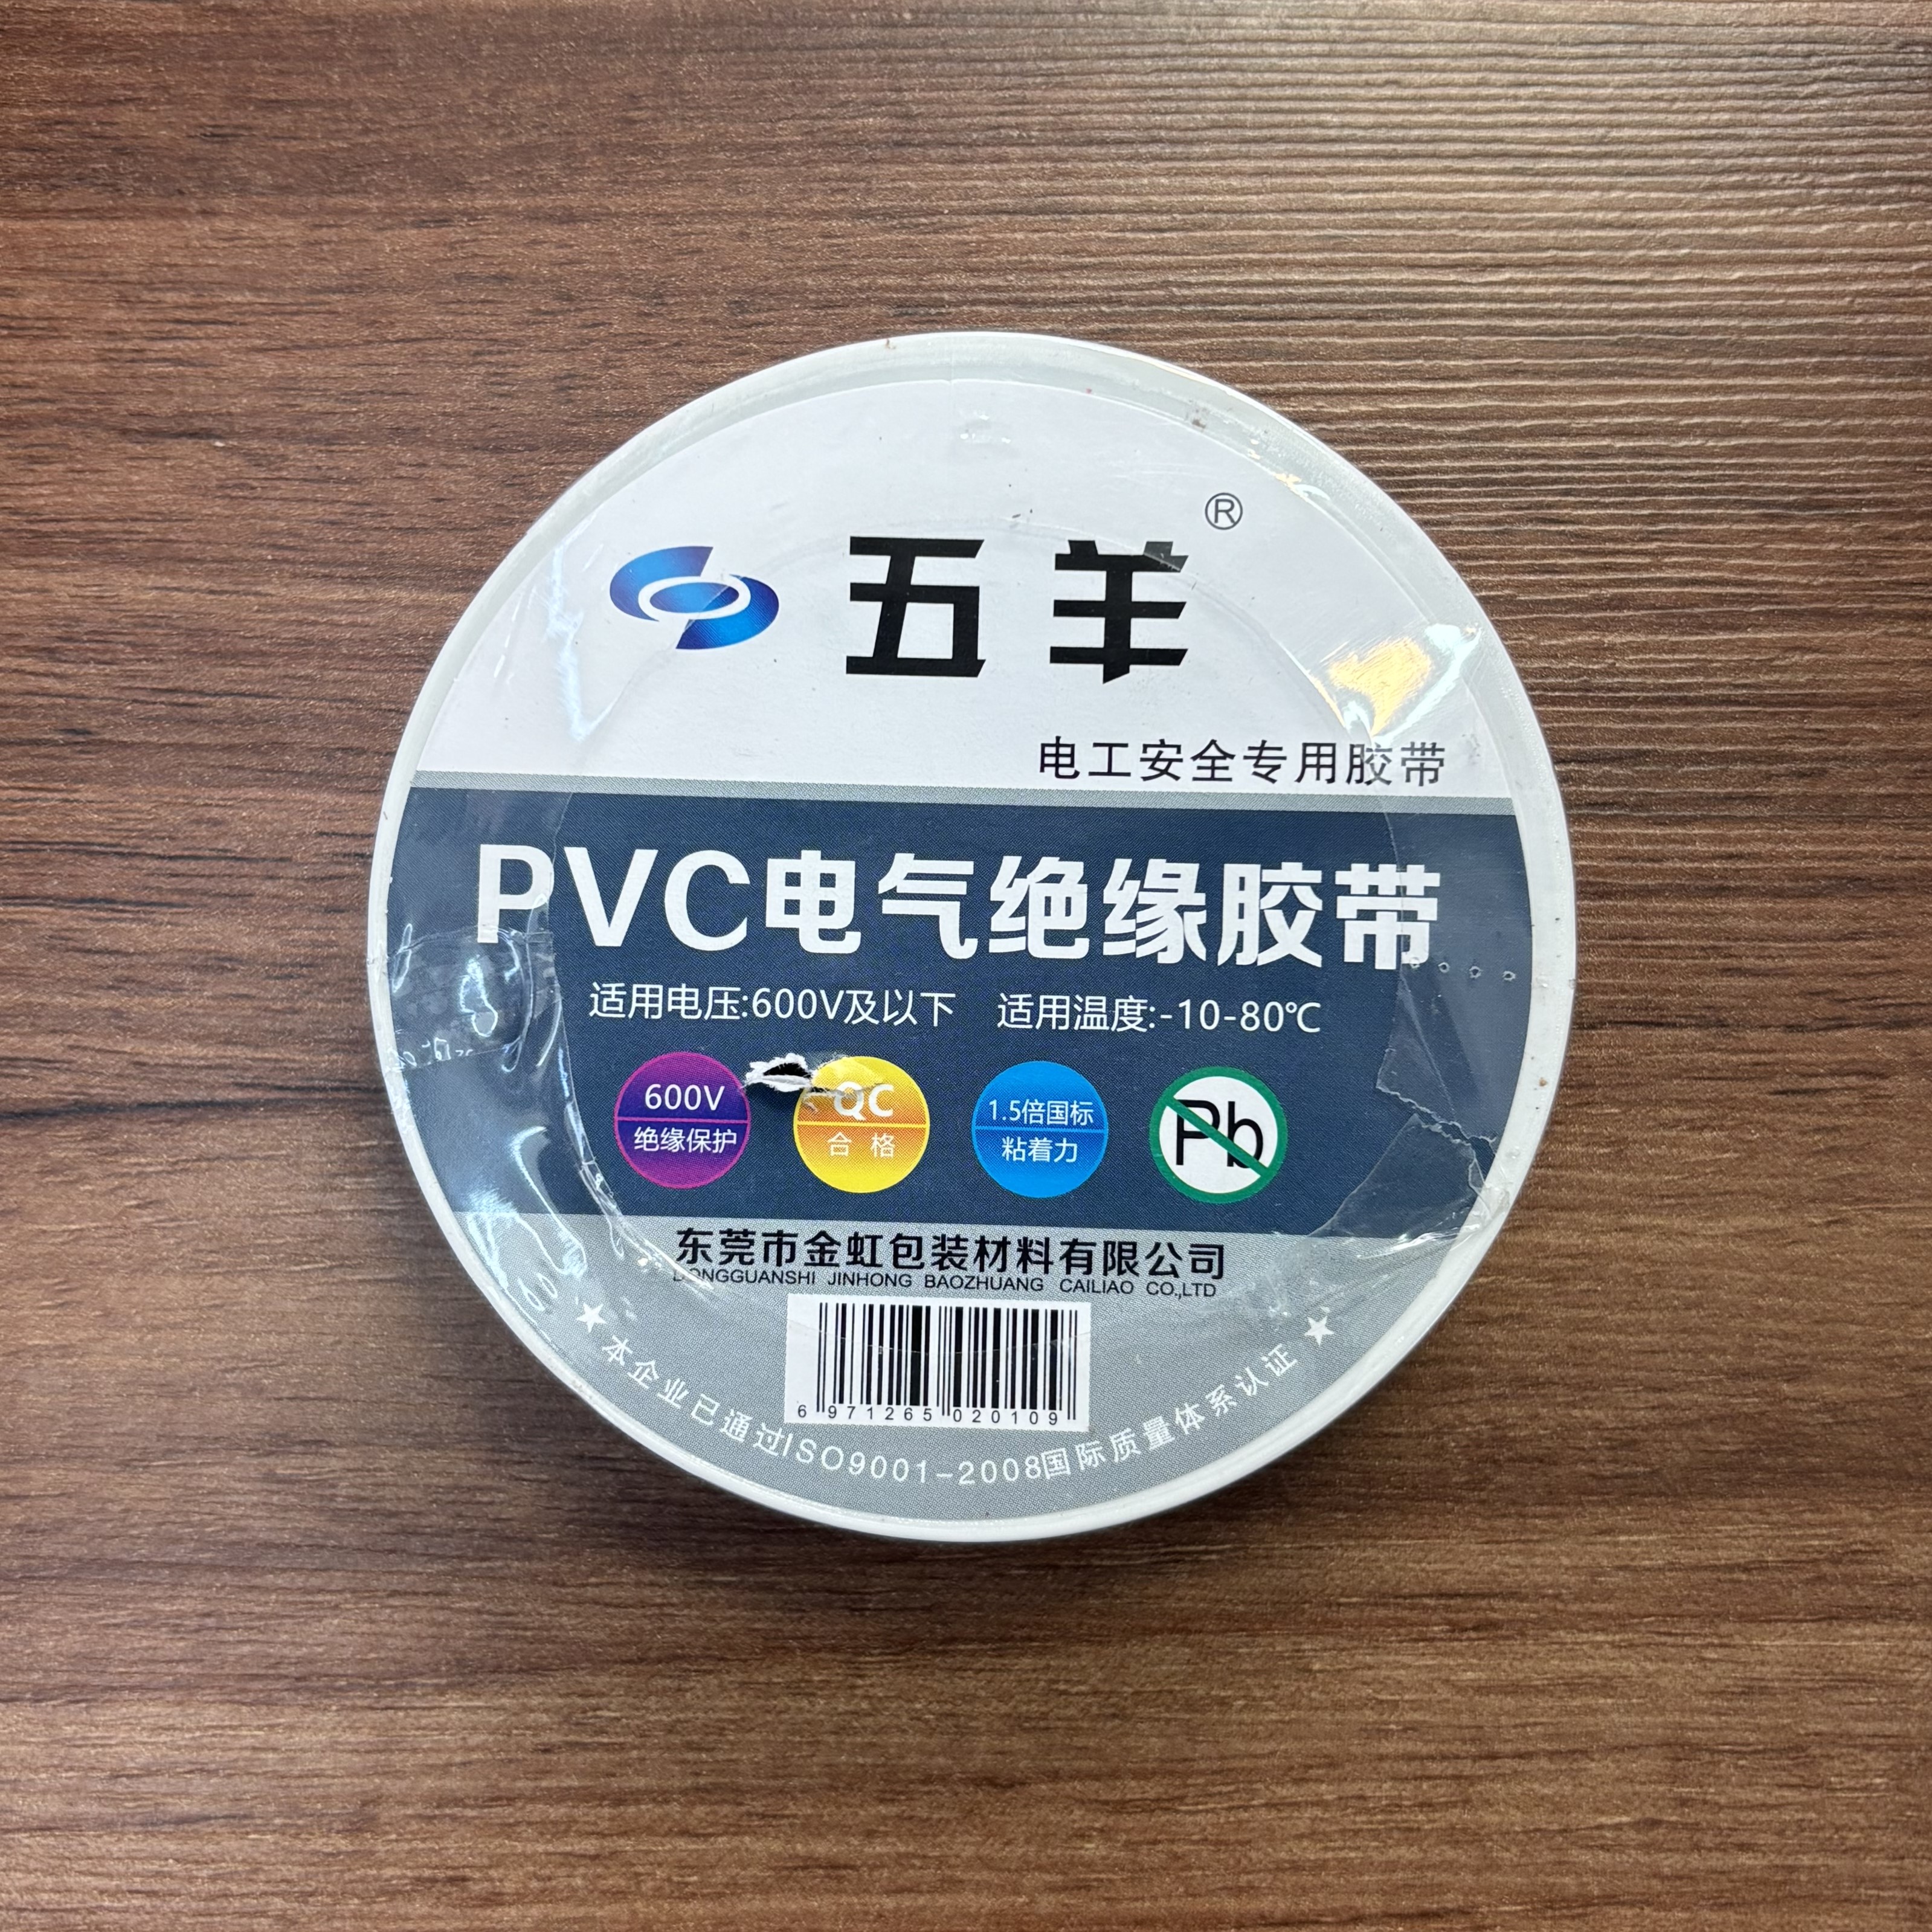 五羊®
电工安全专用胶带
PVC电气绝缘胶带
适用电压:600V及以下 适用温度:-10-80℃
600V
绝缘保护
QC
合格
1.5倍国标
粘着力
Pb
东莞市金虹包装材料有限公司
DONGGUANSHI JINHONG BAOZHUANG CAILIAO CO.,LTD
6 971265 020109
★本企业已通过ISO9001-2008国际质量体系认证★